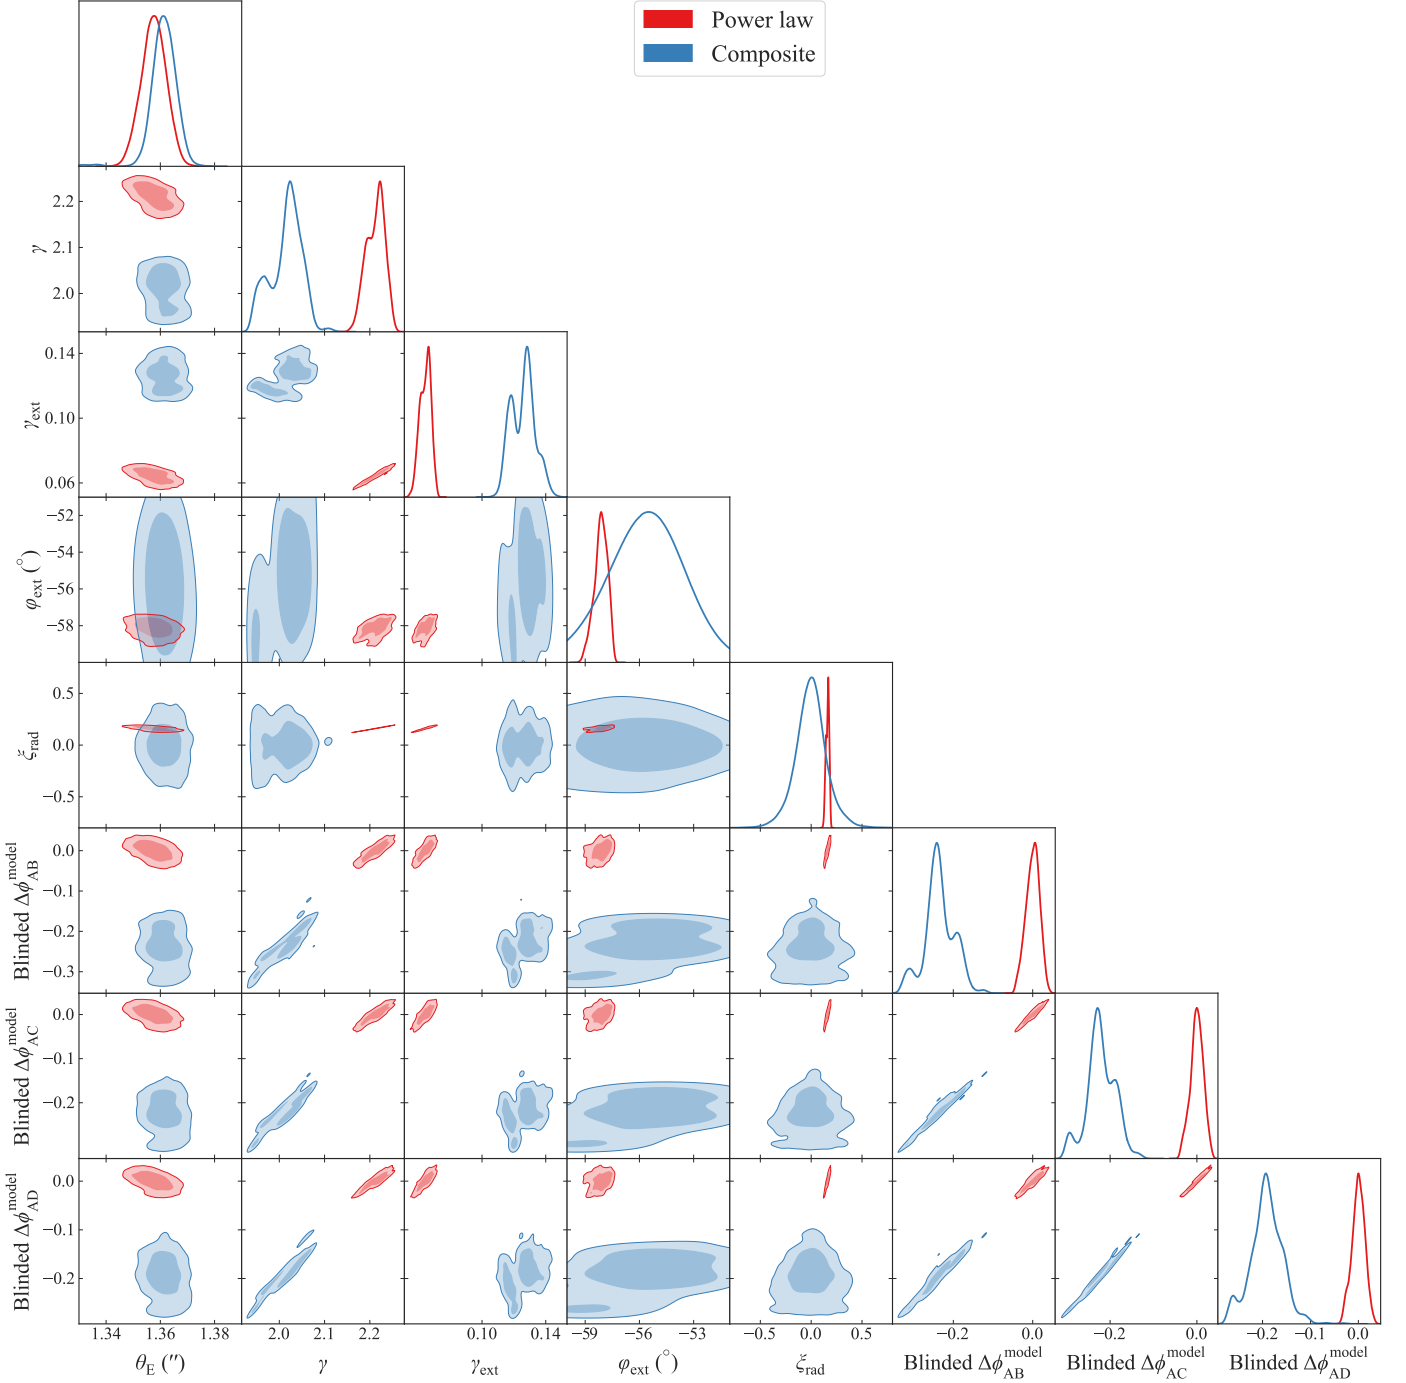 Power law
Composite
2.2
2.1
2.0
γ
0.14
0.10
0.06
γext
−52
−54
−56
−58
φext (°)
0.5
0.0
−0.5
ξrad
0.0
−0.1
−0.2
−0.3
Blinded Δϕ^model_AB
0.0
−0.1
−0.2
Blinded Δϕ^model_AC
0.0
−0.1
−0.2
Blinded Δϕ^model_AD
1.34 1.36 1.38 2.0 2.1 2.2 0.10 0.14 −59 −56 −53 −0.5 0.0 0.5 −0.2 0.0 −0.2 0.0 −0.2 −0.1 0.0
θE (″) γ γext φext (°) ξrad Blinded Δϕ^model_AB Blinded Δϕ^model_AC Blinded Δϕ^model_AD